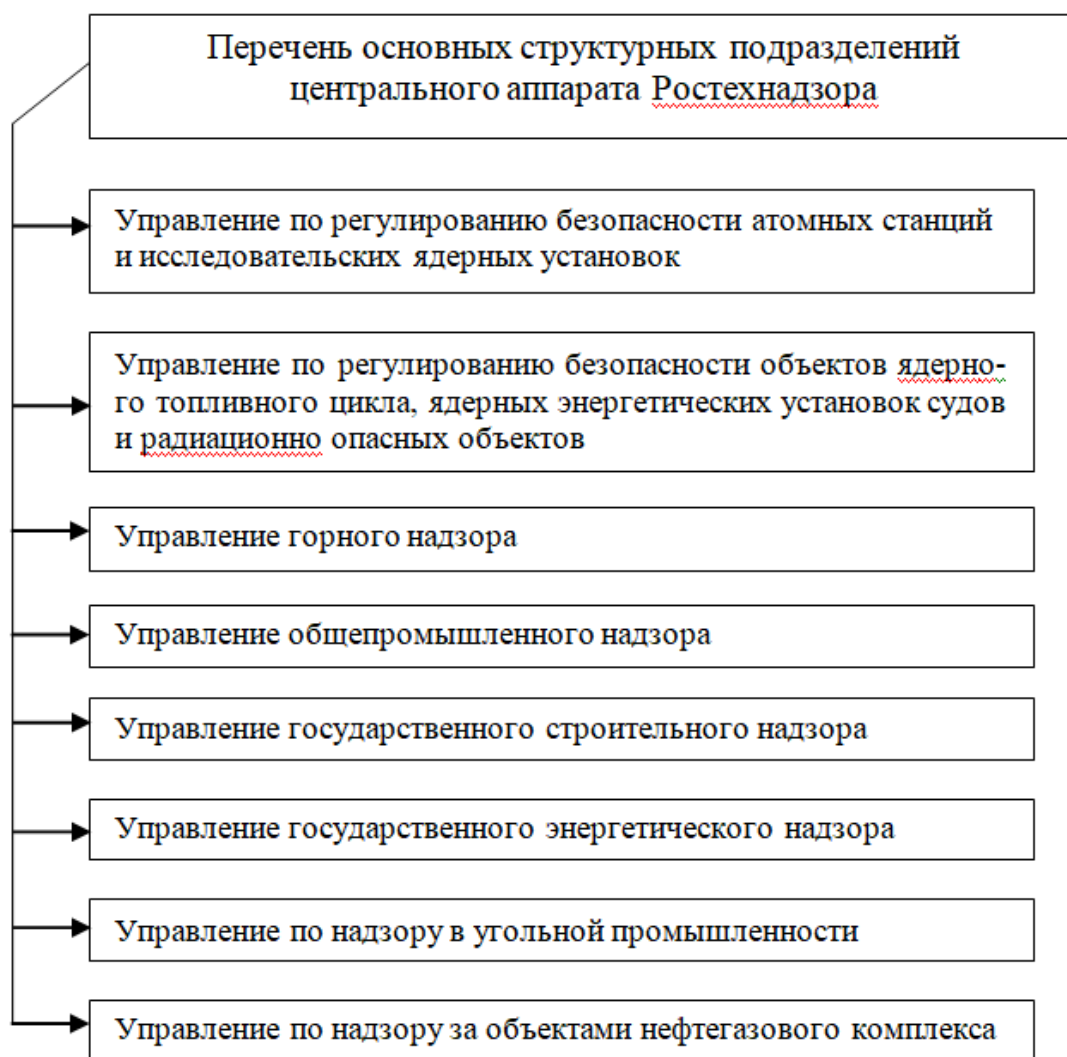 Перечень основных структурных подразделений
центрального аппарата Ростехнадзора
Управление по регулированию безопасности атомных станций
и исследовательских ядерных установок
Управление по регулированию безопасности объектов ядерно-
го топливного цикла, ядерных энергетических установок судов
и радиационно опасных объектов
Управление горного надзора
Управление общепромышленного надзора
Управление государственного строительного надзора
Управление государственного энергетического надзора
Управление по надзору в угольной промышленности
Управление по надзору за объектами нефтегазового комплекса